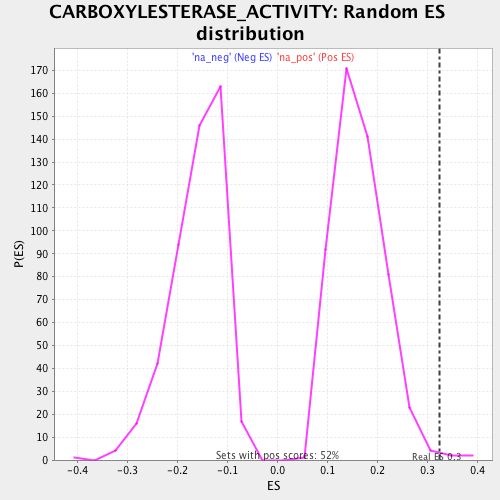 CARBOXYLESTERASE_ACTIVITY: Random ES
distribution
'na_neg' (Neg ES) 'na_pos' (Pos ES)
170
160
150
140
130
120
110
100
90
80
70
60
50
40
30
20
10
0
P(ES)
Sets with pos scores: 52%
Real ES 0.3
-0.4 -0.3 -0.2 -0.1 0.0 0.1 0.2 0.3 0.4
ES